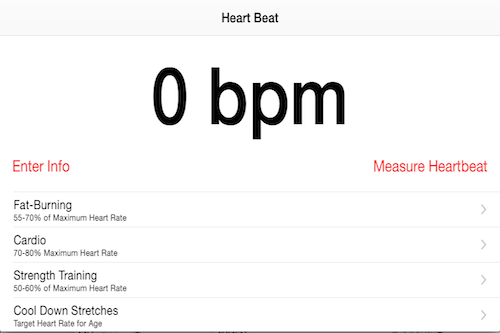 Heart Beat
0 bpm
Enter Info
Measure Heartbeat
Fat-Burning
55-70% of Maximum Heart Rate
Cardio
70-80% Maximum Heart Rate
Strength Training
50-60% of Maximum Heart Rate
Cool Down Stretches
Target Heart Rate for Age